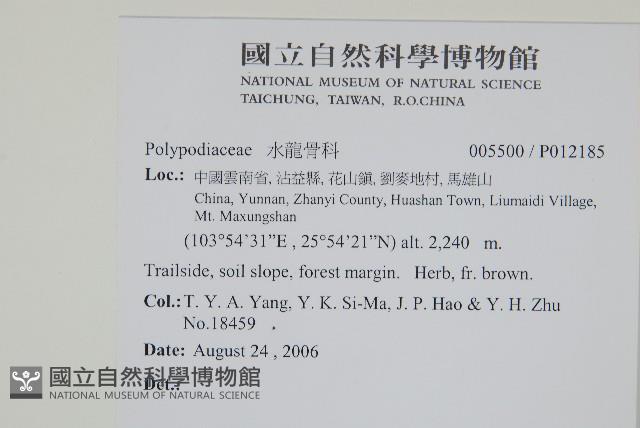 國立自然科學博物館
NATIONAL MUSEUM OF NATURAL SCIENCE
TAICHUNG, TAIWAN, R.O.CHINA
Polypodiaceae 水龍骨科 005500 / P012185
Loc.: 中國雲南省, 沾益縣, 花山鎮, 劉麥地村, 馬雄山
China, Yunnan, Zhanyi County, Huashan Town, Liumaidi Village,
Mt. Maxungshan
(103°54’31”E , 25°54’21”N) alt. 2,240 m.
Trailside, soil slope, forest margin. Herb, fr. brown.
Col.: T. Y. A. Yang, Y. K. Si-Ma, J. P. Hao & Y. H. Zhu
No.18459 .
Date: August 24 , 2006
Det.:
國立自然科學博物館
NATIONAL MUSEUM OF NATURAL SCIENCE